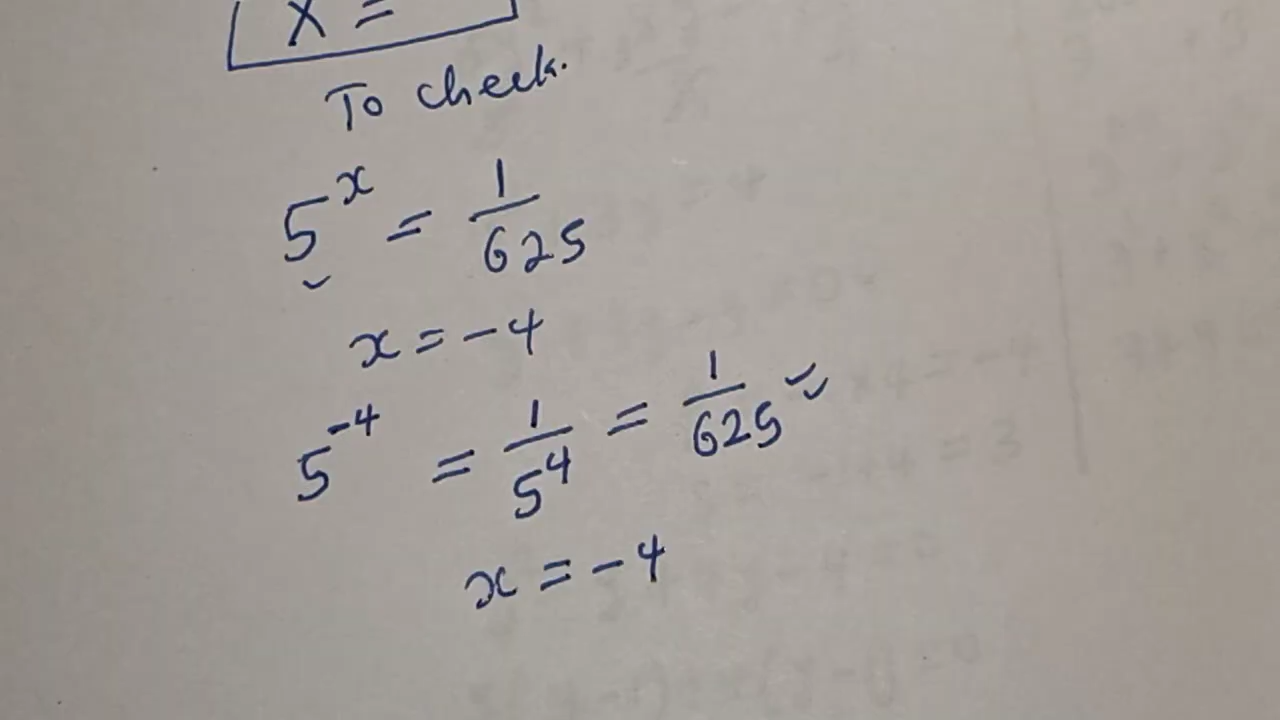 X =
To check.
5^x = 1/625
x = -4
5^-4 = 1/5^4 = 1/625
x = -4